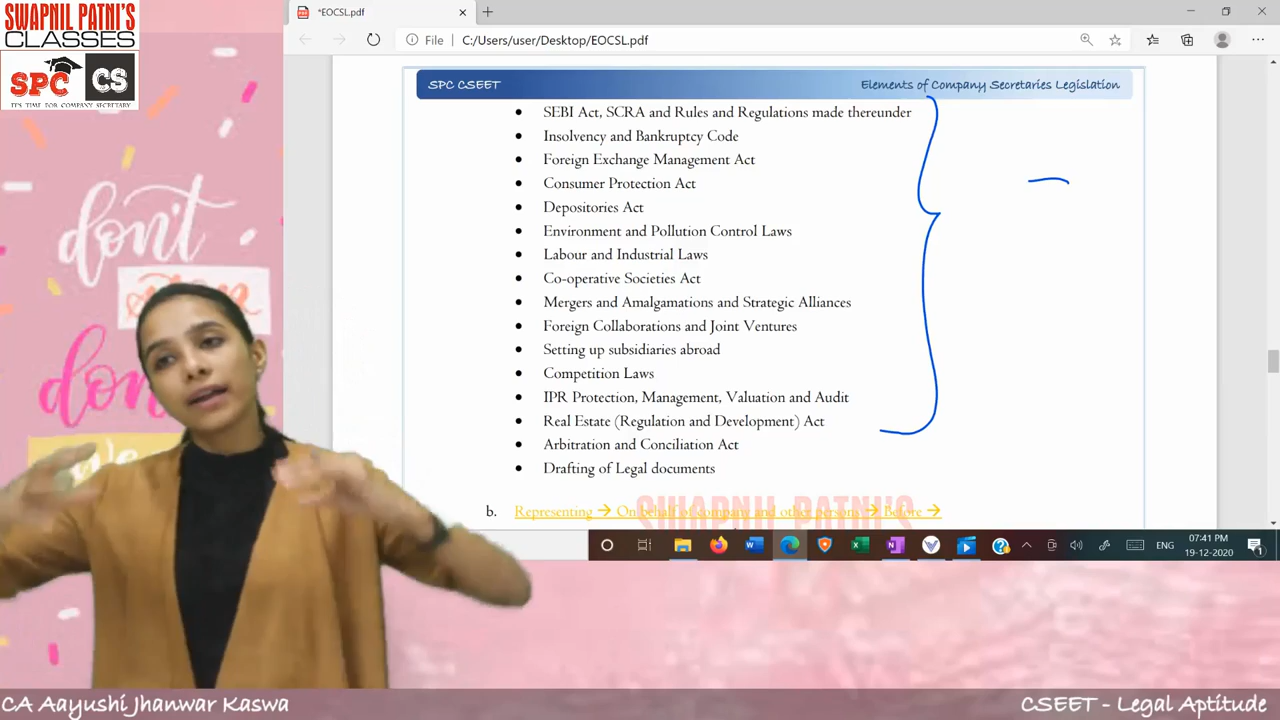 SWAPNIL PATNI'S
CLASSES
SPC CS
IT'S TIME FOR COMPANY SECRETARY
*EOCSL.pdf
File C:/Users/user/Desktop/EOCSL.pdf
SPC CSEET Elements of Company Secretaries Legislation
• SEBI Act, SCRA and Rules and Regulations made thereunder
• Insolvency and Bankruptcy Code
• Foreign Exchange Management Act
• Consumer Protection Act
• Depositories Act
• Environment and Pollution Control Laws
• Labour and Industrial Laws
• Co-operative Societies Act
• Mergers and Amalgamations and Strategic Alliances
• Foreign Collaborations and Joint Ventures
• Setting up subsidiaries abroad
• Competition Laws
• IPR Protection, Management, Valuation and Audit
• Real Estate (Regulation and Development) Act
• Arbitration and Conciliation Act
• Drafting of Legal documents
SWAPNIL PATNI'S
b. Representing → On behalf of company and other persons → Before →
don't
ENG
07:41 PM
19-12-2020
CA Aayushi Jhanwar Kaswa
CSEET - Legal Aptitude